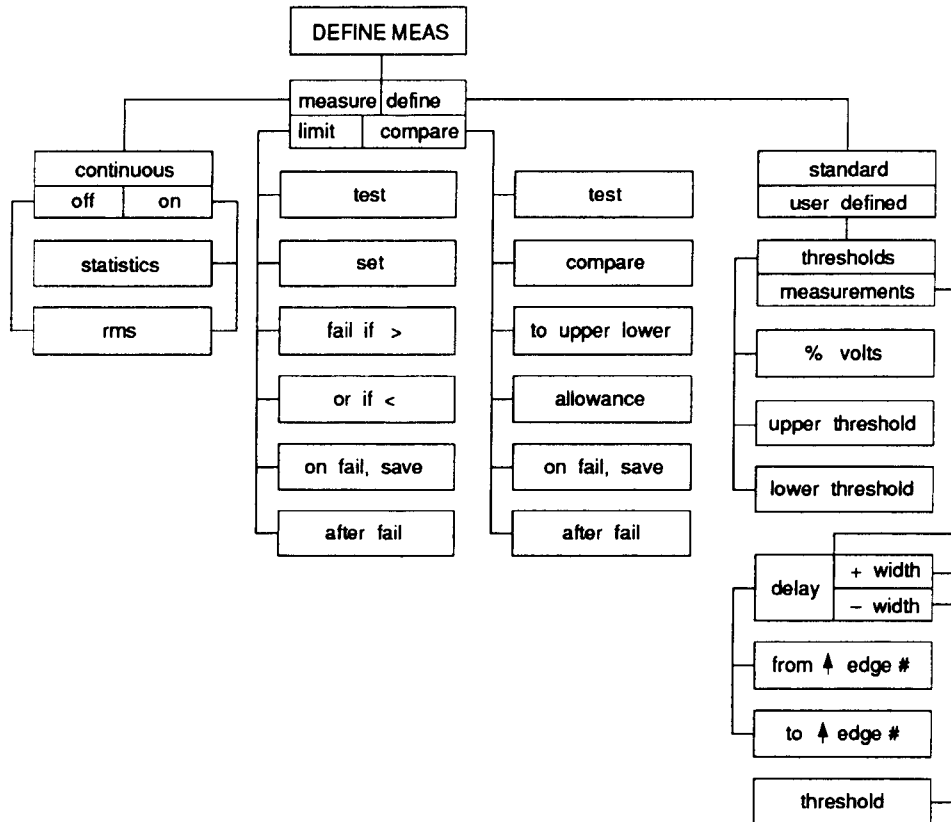 DEFINE MEAS
measure define
limit compare
continuous
off on
statistics
rms
test
set
fail if >
or if <
on fail, save
after fail
test
compare
to upper lower
allowance
on fail, save
after fail
standard
user defined
thresholds
measurements
% volts
upper threshold
lower threshold
delay
+ width
− width
from ↑ edge #
to ↑ edge #
threshold